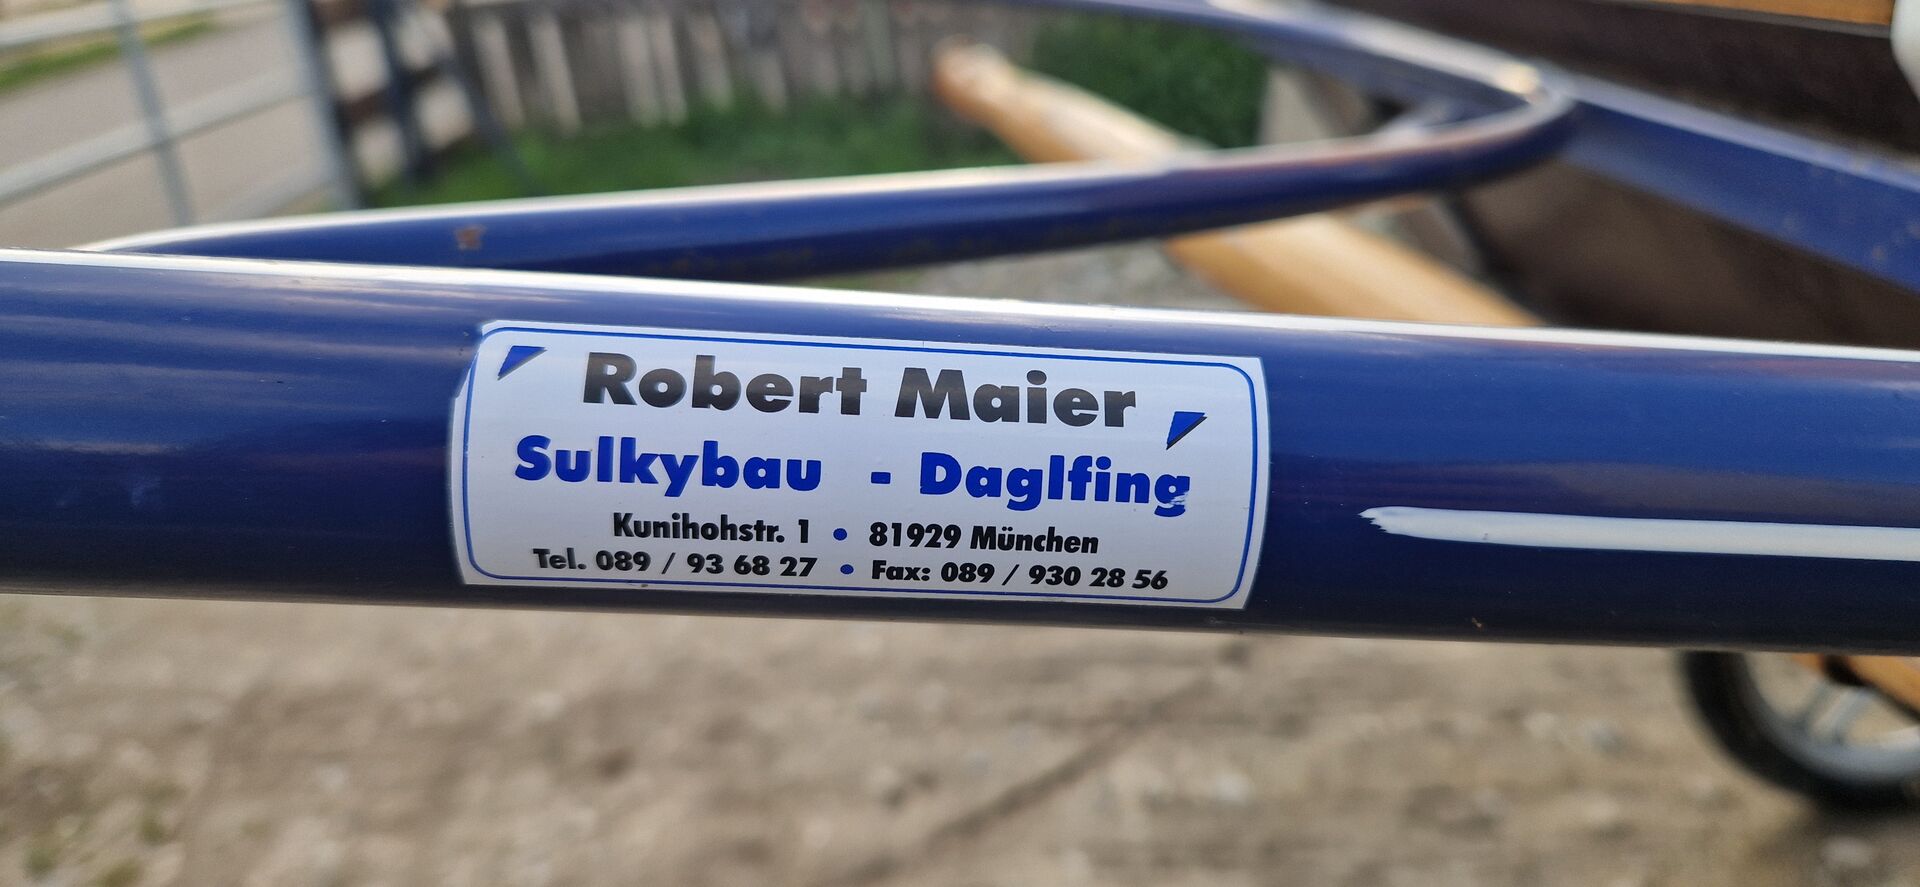 Robert Maier
Sulkybau - Daglfing
Kunihohstr. 1 • 81929 München
Tel. 089 / 93 68 27 • Fax: 089 / 930 28 56